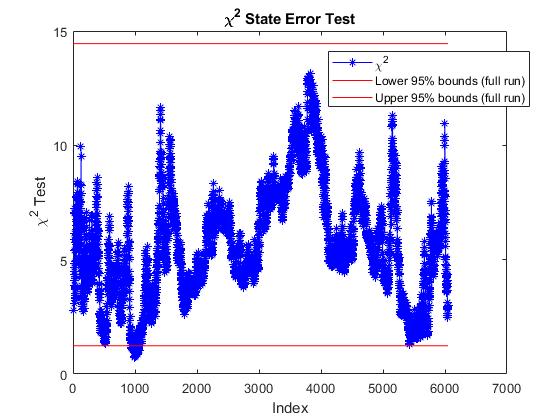 χ² State Error Test
15
10
5
0
χ² Test
χ²
Lower 95% bounds (full run)
Upper 95% bounds (full run)
0 1000 2000 3000 4000 5000 6000 7000
Index